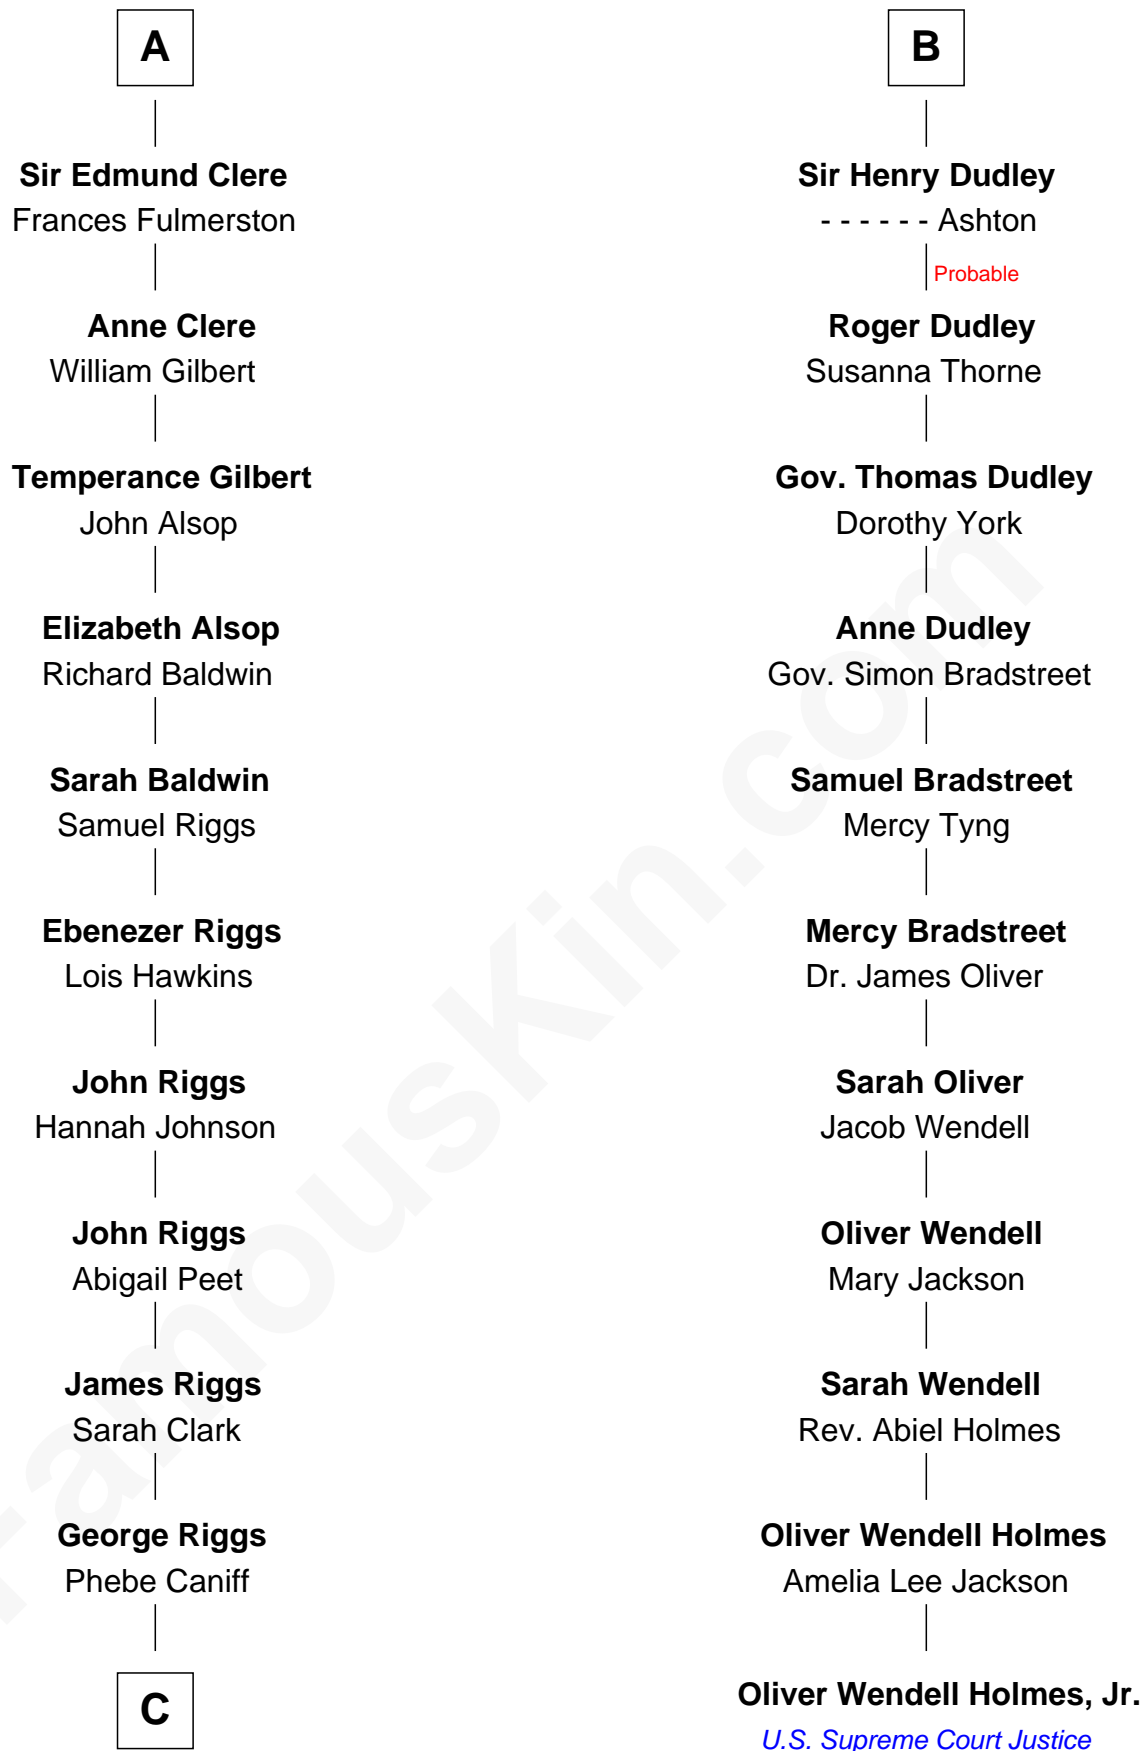 A
Sir Edmund Clere
Frances Fulmerston
Anne Clere
William Gilbert
Temperance Gilbert
John Alsop
Elizabeth Alsop
Richard Baldwin
Sarah Baldwin
Samuel Riggs
Ebenezer Riggs
Lois Hawkins
John Riggs
Hannah Johnson
John Riggs
Abigail Peet
James Riggs
Sarah Clark
George Riggs
Phebe Caniff
C
B
Sir Henry Dudley
- - - - - - Ashton
Probable
Roger Dudley
Susanna Thorne
Gov. Thomas Dudley
Dorothy York
Anne Dudley
Gov. Simon Bradstreet
Samuel Bradstreet
Mercy Tyng
Mercy Bradstreet
Dr. James Oliver
Sarah Oliver
Jacob Wendell
Oliver Wendell
Mary Jackson
Sarah Wendell
Rev. Abiel Holmes
Oliver Wendell Holmes
Amelia Lee Jackson
Oliver Wendell Holmes, Jr.
U.S. Supreme Court Justice
FamousKin.com